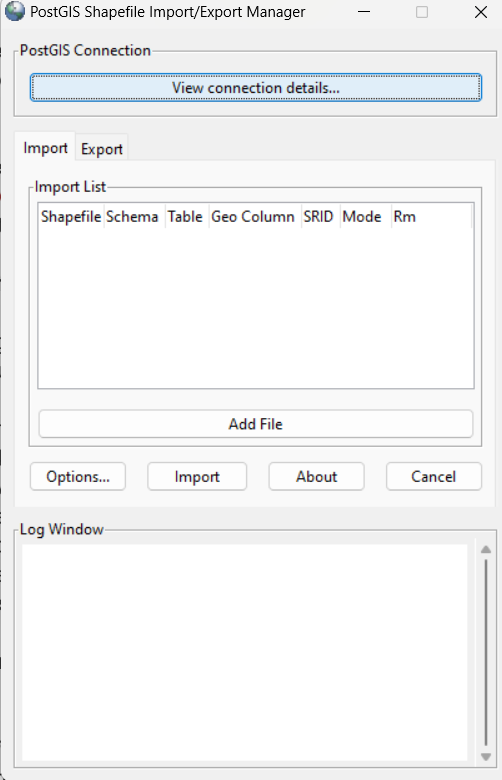 PostGIS Shapefile Import/Export Manager
PostGIS Connection
View connection details...
Import Export
Import List
Shapefile Schema Table Geo Column SRID Mode Rm
Add File
Options... Import About Cancel
Log Window